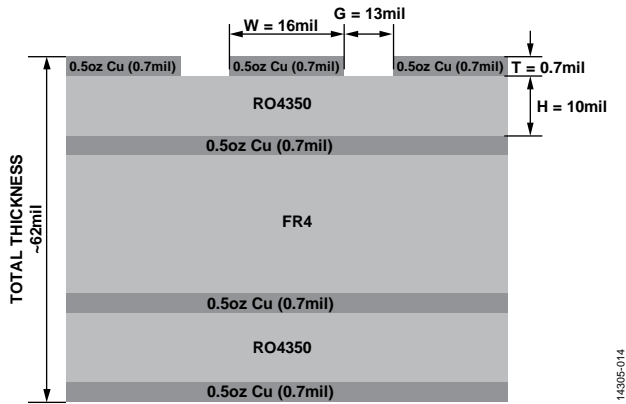 G = 13mil
W = 16mil
0.5oz Cu (0.7mil)
0.5oz Cu (0.7mil)
0.5oz Cu (0.7mil)
T = 0.7mil
RO4350
H = 10mil
0.5oz Cu (0.7mil)
TOTAL THICKNESS
~62mil
FR4
0.5oz Cu (0.7mil)
RO4350
0.5oz Cu (0.7mil)
14305-014